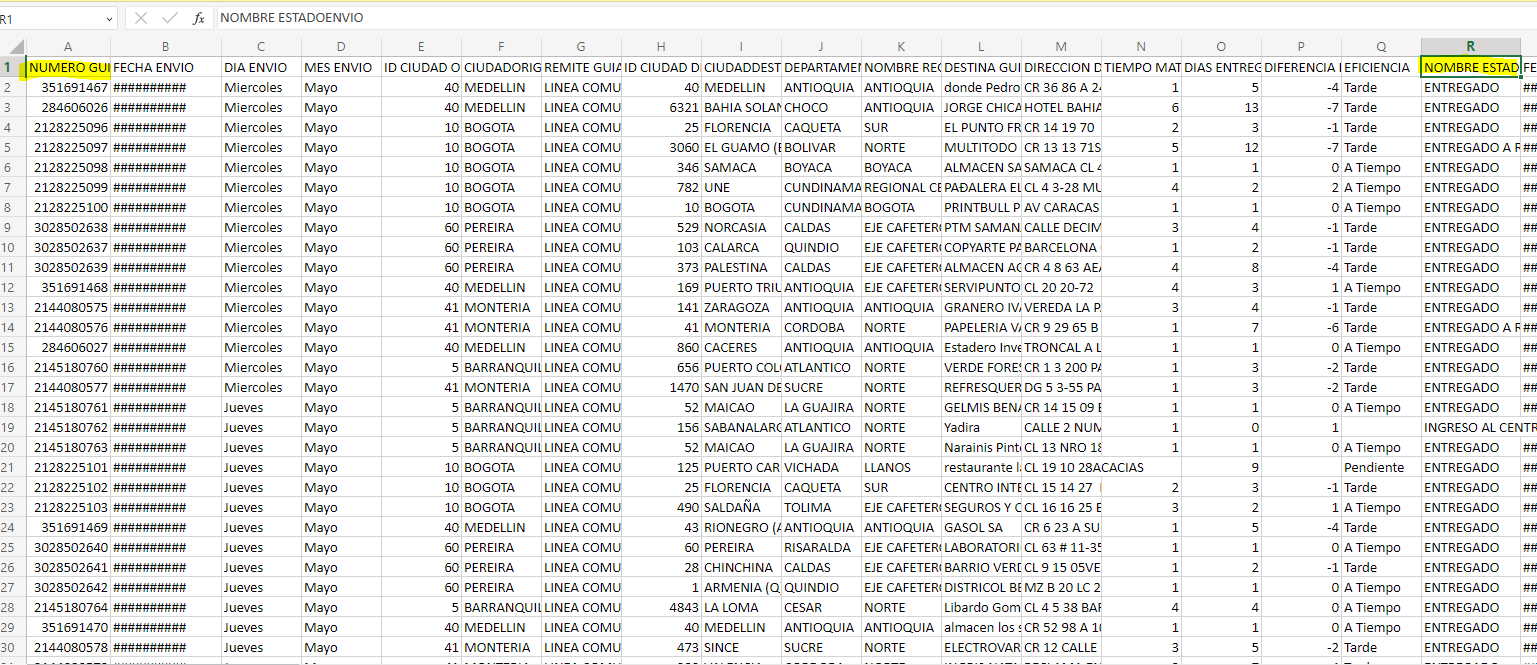 R1 fx NOMBRE ESTADOENVIO
A B C D E F G H I J K L M N O P Q R
1 NUMERO GUI FECHA ENVIO DIA ENVIO MES ENVIO ID CIUDAD O CIUDADORIG REMITE GUIA ID CIUDAD D CIUDADDEST DEPARTAMEN NOMBRE REG DESTINA GUI DIRECCION D TIEMPO MAT DIAS ENTREG DIFERENCIA EFICIENCIA NOMBRE ESTAD FE
2 351691467 ########## Miercoles Mayo 40 MEDELLIN LINEA COMU 40 MEDELLIN ANTIOQUIA ANTIOQUIA donde Pedro CR 36 86 A 24 1 5 -4 Tarde ENTREGADO ##
3 284606026 ########## Miercoles Mayo 40 MEDELLIN LINEA COMU 6321 BAHIA SOLAN CHOCO ANTIOQUIA JORGE CHICA HOTEL BAHIA 6 13 -7 Tarde ENTREGADO ##
4 2128225096 ########## Miercoles Mayo 10 BOGOTA LINEA COMU 25 FLORENCIA CAQUETA SUR EL PUNTO FR CR 14 19 70 2 3 -1 Tarde ENTREGADO ##
5 2128225097 ########## Miercoles Mayo 10 BOGOTA LINEA COMU 3060 EL GUAMO (B BOLIVAR NORTE MULTITODO CR 13 13 71S 5 12 -7 Tarde ENTREGADO A R ##
6 2128225098 ########## Miercoles Mayo 10 BOGOTA LINEA COMU 346 SAMACA BOYACA BOYACA ALMACEN SA SAMACA CL 4 1 1 0 A Tiempo ENTREGADO ##
7 2128225099 ########## Miercoles Mayo 10 BOGOTA LINEA COMU 782 UNE CUNDINAMA REGIONAL CE PAÐALERA EL CL 4 3-28 MU 4 2 2 A Tiempo ENTREGADO ##
8 2128225100 ########## Miercoles Mayo 10 BOGOTA LINEA COMU 10 BOGOTA CUNDINAMA BOGOTA PRINTBULL P AV CARACAS 1 1 0 A Tiempo ENTREGADO ##
9 3028502638 ########## Miercoles Mayo 60 PEREIRA LINEA COMU 529 NORCASIA CALDAS EJE CAFETER PTM SAMAN CALLE DECIM 3 4 -1 Tarde ENTREGADO ##
10 3028502637 ########## Miercoles Mayo 60 PEREIRA LINEA COMU 103 CALARCA QUINDIO EJE CAFETER COPYARTE PA BARCELONA 1 2 -1 Tarde ENTREGADO ##
11 3028502639 ########## Miercoles Mayo 60 PEREIRA LINEA COMU 373 PALESTINA CALDAS EJE CAFETER ALMACEN AG CR 4 8 63 AEA 4 8 -4 Tarde ENTREGADO ##
12 351691468 ########## Miercoles Mayo 40 MEDELLIN LINEA COMU 169 PUERTO TRIU ANTIOQUIA EJE CAFETER SERVIPUNTO CL 20 20-72 4 3 1 A Tiempo ENTREGADO ##
13 2144080575 ########## Miercoles Mayo 41 MONTERIA LINEA COMU 141 ZARAGOZA ANTIOQUIA ANTIOQUIA GRANERO IVA VEREDA LA P 3 4 -1 Tarde ENTREGADO ##
14 2144080576 ########## Miercoles Mayo 41 MONTERIA LINEA COMU 41 MONTERIA CORDOBA NORTE PAPELERIA VA CR 9 29 65 B 1 7 -6 Tarde ENTREGADO A R ##
15 284606027 ########## Miercoles Mayo 40 MEDELLIN LINEA COMU 860 CACERES ANTIOQUIA ANTIOQUIA Estadero Inve TRONCAL A L 1 1 0 A Tiempo ENTREGADO ##
16 2145180760 ########## Miercoles Mayo 5 BARRANQUIL LINEA COMU 656 PUERTO COL ATLANTICO NORTE VERDE FORES CR 1 3 200 PA 1 3 -2 Tarde ENTREGADO ##
17 2144080577 ########## Miercoles Mayo 41 MONTERIA LINEA COMU 1470 SAN JUAN DE SUCRE NORTE REFRESQUER DG 5 3-55 PA 1 3 -2 Tarde ENTREGADO ##
18 2145180761 ########## Jueves Mayo 5 BARRANQUIL LINEA COMU 52 MAICAO LA GUAJIRA NORTE GELMIS BENA CR 14 15 09 B 1 1 0 A Tiempo ENTREGADO ##
19 2145180762 ########## Jueves Mayo 5 BARRANQUIL LINEA COMU 156 SABANALARG ATLANTICO NORTE Yadira CALLE 2 NUM 1 0 1 INGRESO AL CENTR
20 2145180763 ########## Jueves Mayo 5 BARRANQUIL LINEA COMU 52 MAICAO LA GUAJIRA NORTE Narainis Pint CL 13 NRO 18 1 1 0 A Tiempo ENTREGADO ##
21 2128225101 ########## Jueves Mayo 10 BOGOTA LINEA COMU 125 PUERTO CAR VICHADA LLANOS restaurante l CL 19 10 28ACACIAS 9 Pendiente ENTREGADO ##
22 2128225102 ########## Jueves Mayo 10 BOGOTA LINEA COMU 25 FLORENCIA CAQUETA SUR CENTRO INTE CL 15 14 27 2 3 -1 Tarde ENTREGADO ##
23 2128225103 ########## Jueves Mayo 10 BOGOTA LINEA COMU 490 SALDAÑA TOLIMA EJE CAFETER SEGUROS Y C CL 16 16 25 B 3 2 1 A Tiempo ENTREGADO ##
24 351691469 ########## Jueves Mayo 40 MEDELLIN LINEA COMU 43 RIONEGRO (A ANTIOQUIA ANTIOQUIA GASOL SA CR 6 23 A SU 1 5 -4 Tarde ENTREGADO ##
25 3028502640 ########## Jueves Mayo 60 PEREIRA LINEA COMU 60 PEREIRA RISARALDA EJE CAFETER LABORATORI CL 63 # 11-35 1 1 0 A Tiempo ENTREGADO ##
26 3028502641 ########## Jueves Mayo 60 PEREIRA LINEA COMU 28 CHINCHINA CALDAS EJE CAFETER BARRIO VERD CL 9 15 05VE 1 2 -1 Tarde ENTREGADO ##
27 3028502642 ########## Jueves Mayo 60 PEREIRA LINEA COMU 1 ARMENIA (Q QUINDIO EJE CAFETER DISTRICOL BE MZ B 20 LC 2 1 1 0 A Tiempo ENTREGADO ##
28 2145180764 ########## Jueves Mayo 5 BARRANQUIL LINEA COMU 4843 LA LOMA CESAR NORTE Libardo Gom CL 4 5 38 BAR 4 4 0 A Tiempo ENTREGADO ##
29 351691470 ########## Jueves Mayo 40 MEDELLIN LINEA COMU 40 MEDELLIN ANTIOQUIA ANTIOQUIA almacen los s CR 52 98 A 10 1 1 0 A Tiempo ENTREGADO ##
30 2144080578 ########## Jueves Mayo 41 MONTERIA LINEA COMU 473 SINCE SUCRE NORTE ELECTROVAR CR 12 CALLE 3 5 -2 Tarde ENTREGADO ##